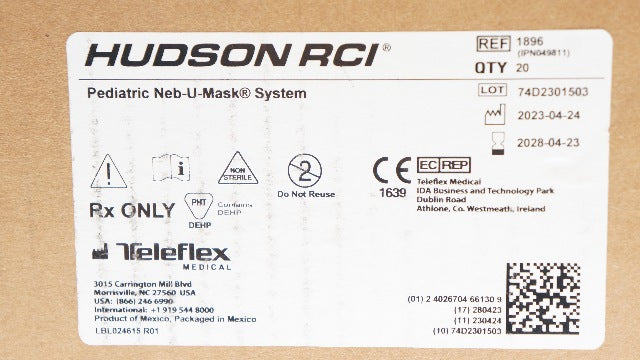 HUDSON RCI®
REF 1896
(IPN049811)
QTY 20
Pediatric Neb-U-Mask® System
LOT 74D2301503
2023-04-24
2028-04-23
NON
STERILE
2
Do Not Reuse
CE
1639
EC REP
Teleflex Medical
IDA Business and Technology Park
Dublin Road
Athlone, Co. Westmeath, Ireland
Rx ONLY
PHT
DEHP
Contains
DEHP
Teleflex
MEDICAL
3015 Carrington Mill Blvd
Morrisville, NC 27560 USA
USA: (866) 246 6990
International: +1 919 544 8000
Product of Mexico, Packaged in Mexico
LBL024615 R01
(01) 2 4026704 66130 9
(17) 280423
(11) 230424
(10) 74D2301503